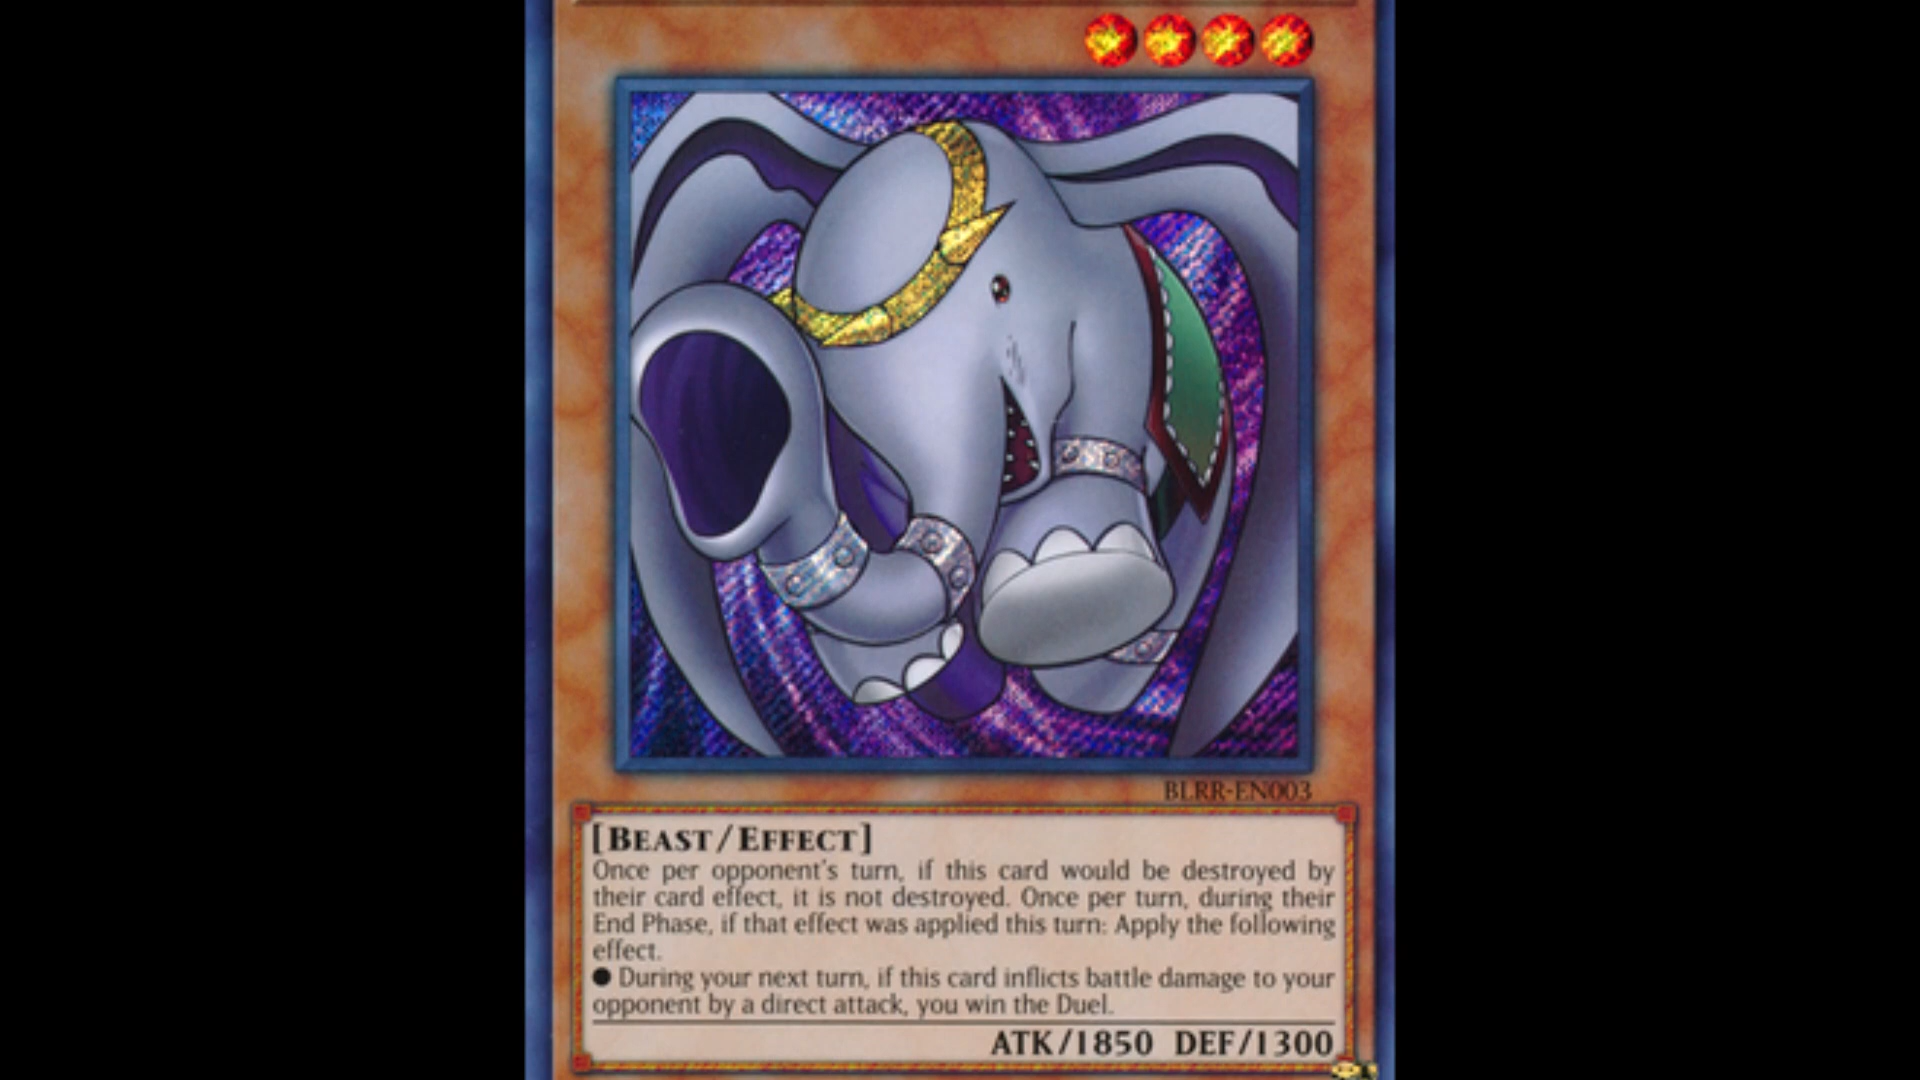 BLRR-EN003
[BEAST/EFFECT]
Once per opponent's turn, if this card would be destroyed by
their card effect, it is not destroyed. Once per turn, during their
End Phase, if that effect was applied this turn: Apply the following
effect.
● During your next turn, if this card inflicts battle damage to your
opponent by a direct attack, you win the Duel.
ATK/1850 DEF/1300